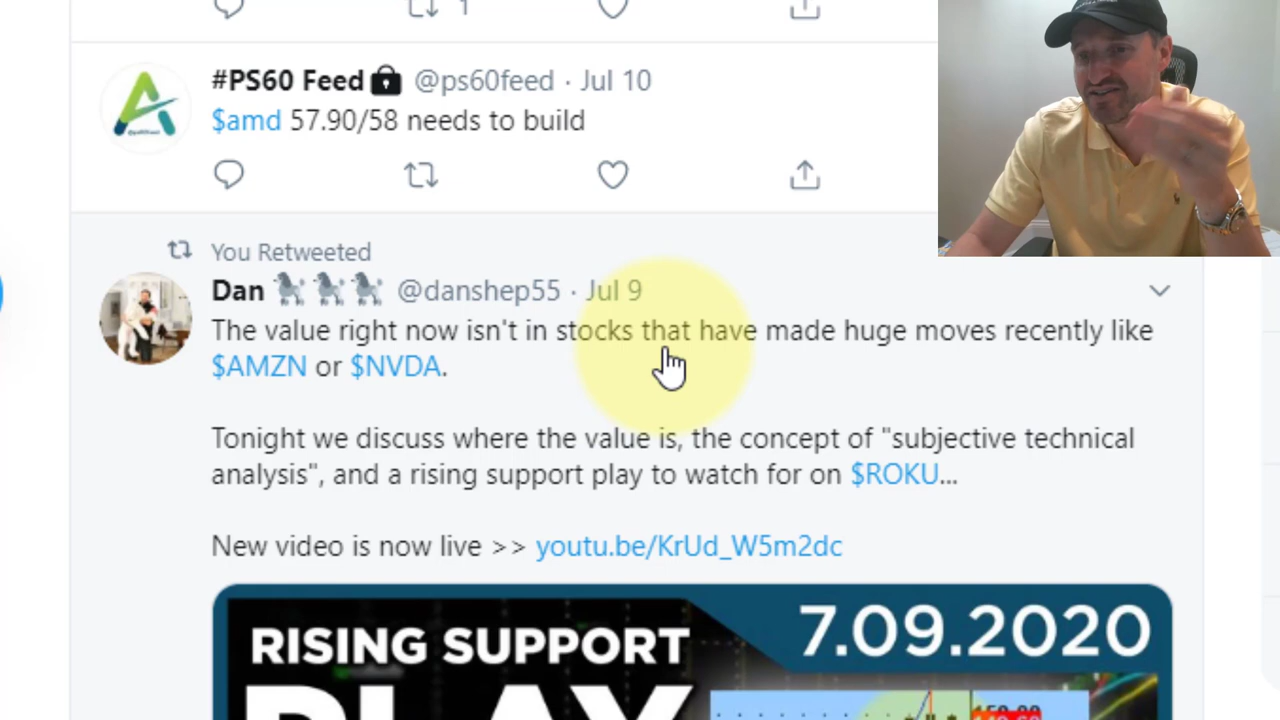 1
#PS60 Feed @ps60feed · Jul 10
$amd 57.90/58 needs to build
You Retweeted
Dan @danshep55 · Jul 9
The value right now isn't in stocks that have made huge moves recently like
$AMZN or $NVDA.
Tonight we discuss where the value is, the concept of "subjective technical
analysis", and a rising support play to watch for on $ROKU...
New video is now live >> youtu.be/KrUd_W5m2dc
RISING SUPPORT
7.09.2020
PLAY